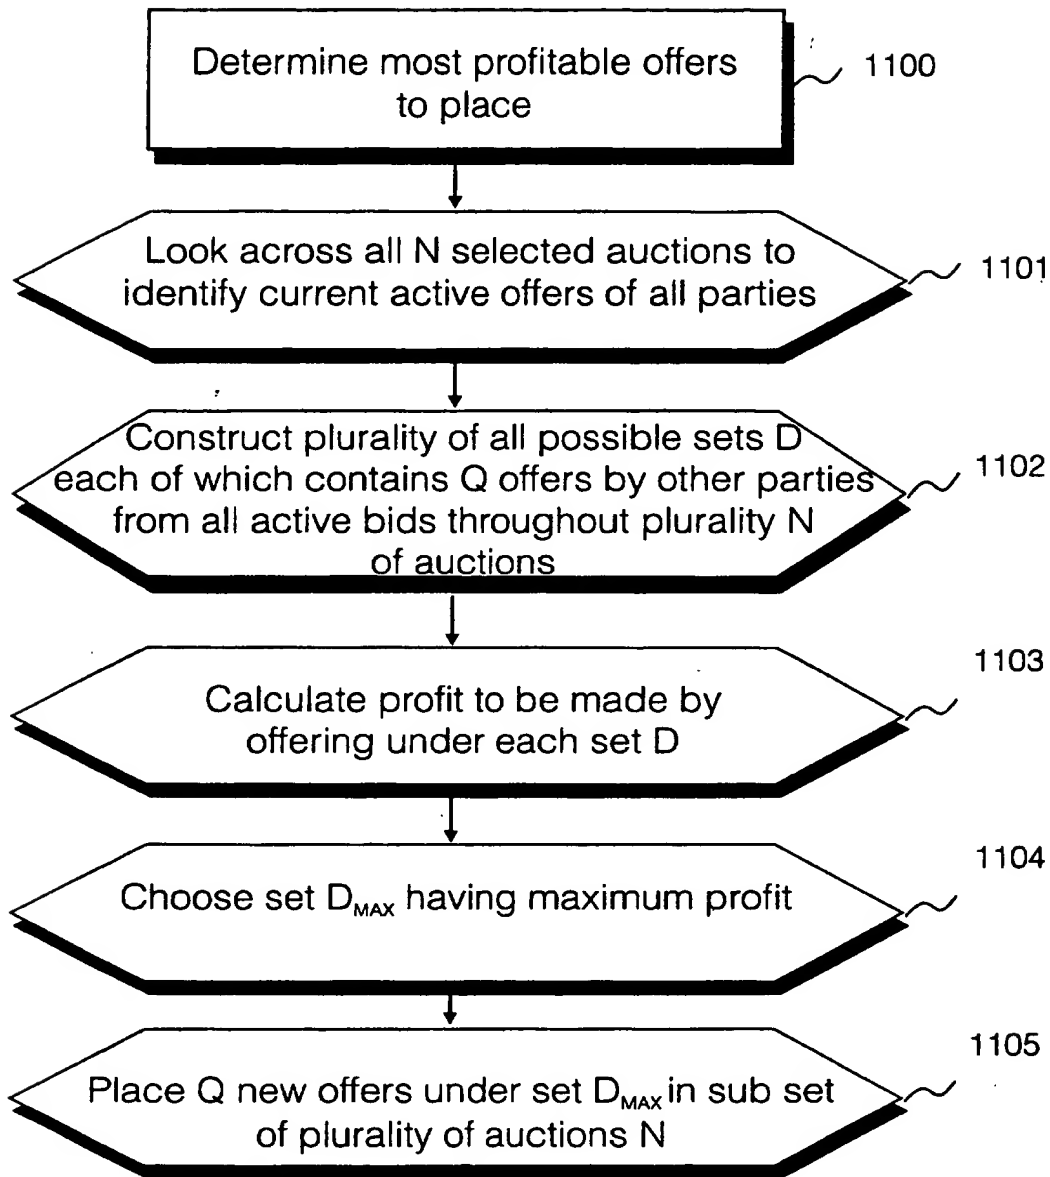 Determine most profitable offers
to place
1100
Look across all N selected auctions to
identify current active offers of all parties
1101
Construct plurality of all possible sets D
each of which contains Q offers by other parties
from all active bids throughout plurality N
of auctions
1102
Calculate profit to be made by
offering under each set D
1103
Choose set DMAX having maximum profit
1104
Place Q new offers under set DMAX in sub set
of plurality of auctions N
1105